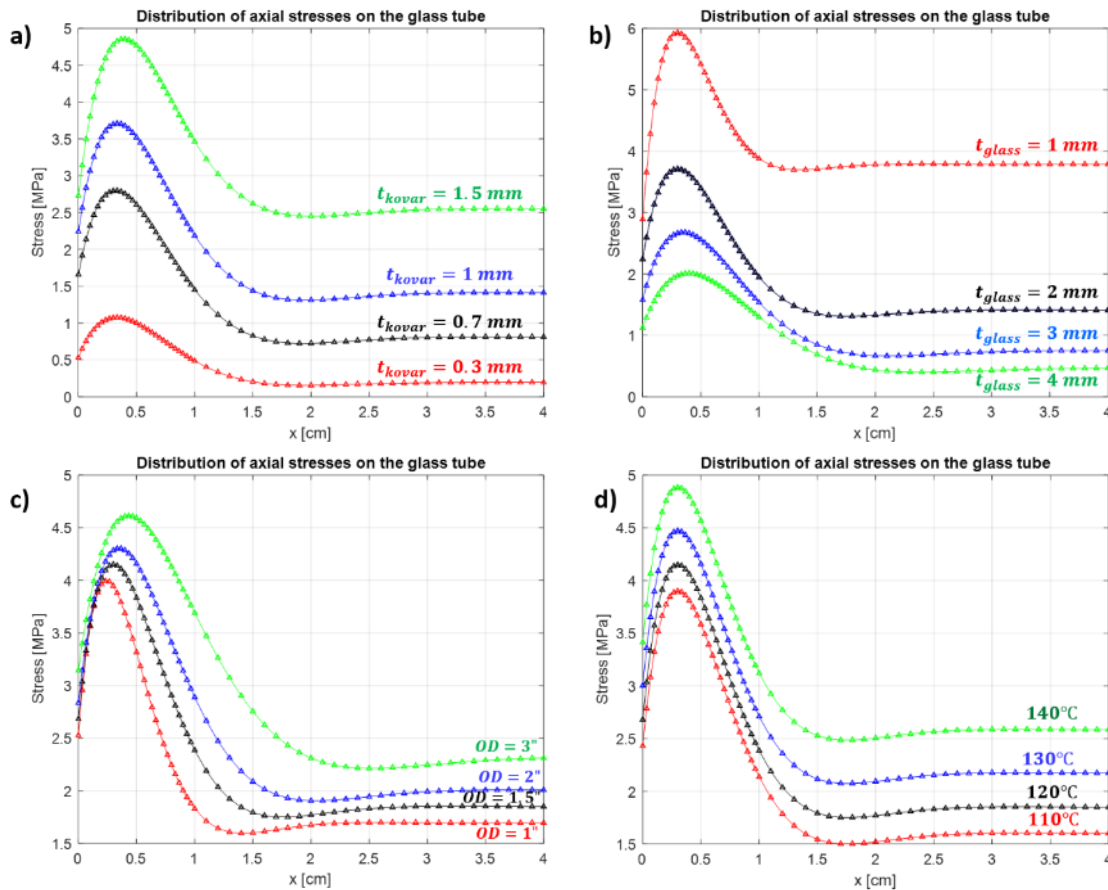 a)
Distribution of axial stresses on the glass tube
5
4.5
4
3.5
3
2.5
2
1.5
1
0.5
0
Stress [MPa]
t_kovar = 1.5 mm
t_kovar = 1 mm
t_kovar = 0.7 mm
t_kovar = 0.3 mm
0 0.5 1 1.5 2 2.5 3 3.5 4
x [cm]
b)
Distribution of axial stresses on the glass tube
6
5
4
3
2
1
0
Stress [MPa]
t_glass = 1 mm
t_glass = 2 mm
t_glass = 3 mm
t_glass = 4 mm
0 0.5 1 1.5 2 2.5 3 3.5 4
x [cm]
c)
Distribution of axial stresses on the glass tube
5
4.5
4
3.5
3
2.5
2
1.5
Stress [MPa]
OD = 3"
OD = 2"
OD = 1.5"
OD = 1"
0 0.5 1 1.5 2 2.5 3 3.5 4
x [cm]
d)
Distribution of axial stresses on the glass tube
5
4.5
4
3.5
3
2.5
2
1.5
Stress [MPa]
140°C
130°C
120°C
110°C
0 0.5 1 1.5 2 2.5 3 3.5 4
x [cm]